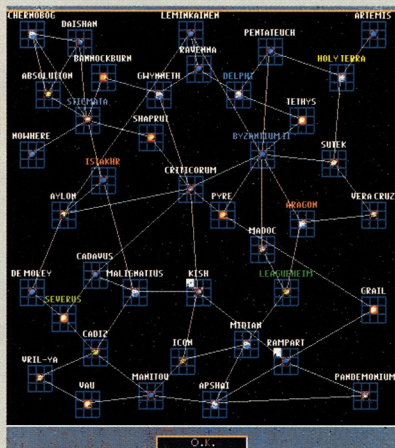 CHERNOBOG
LEMINKAINEN
ARTEMIS
DAISHAN
PENTATEUCH
RAVENNA
BANNOCKBURN
HOLY TERRA
ABSOLUTION
GWYNNETH
DELPHI
STIGMATA
TETHYS
SHAPRUT
NOWHERE
BYZANTIUM II
SUTEK
ISTAKHR
CRITICORUM
AYLON
PYRE
ARAGON
VERA CRUZ
MADOC
DE MOLEY
CADAVUS
MALIGNATIUS
KISH
LEAGUEHEIM
GRAIL
SEVERUS
CADIZ
ICON
MIDIAN
RAMPART
VRIL-YA
VAU
MANITOU
APSHAI
PANDEMONIUM
O.K.